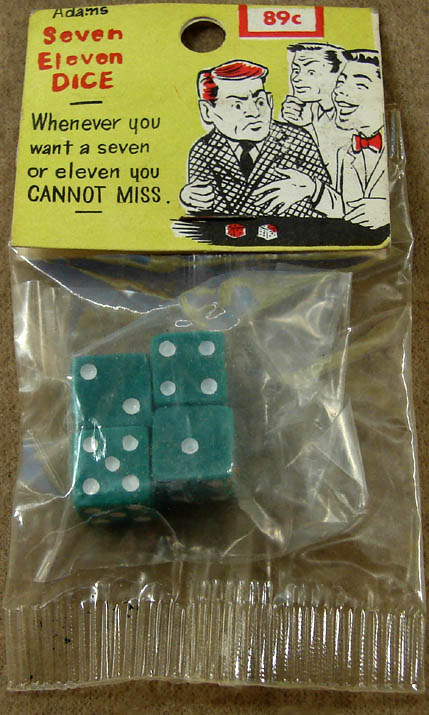 Adams
Seven
Eleven
DICE
Whenever you
want a seven
or eleven you
CANNOT MISS.
89c